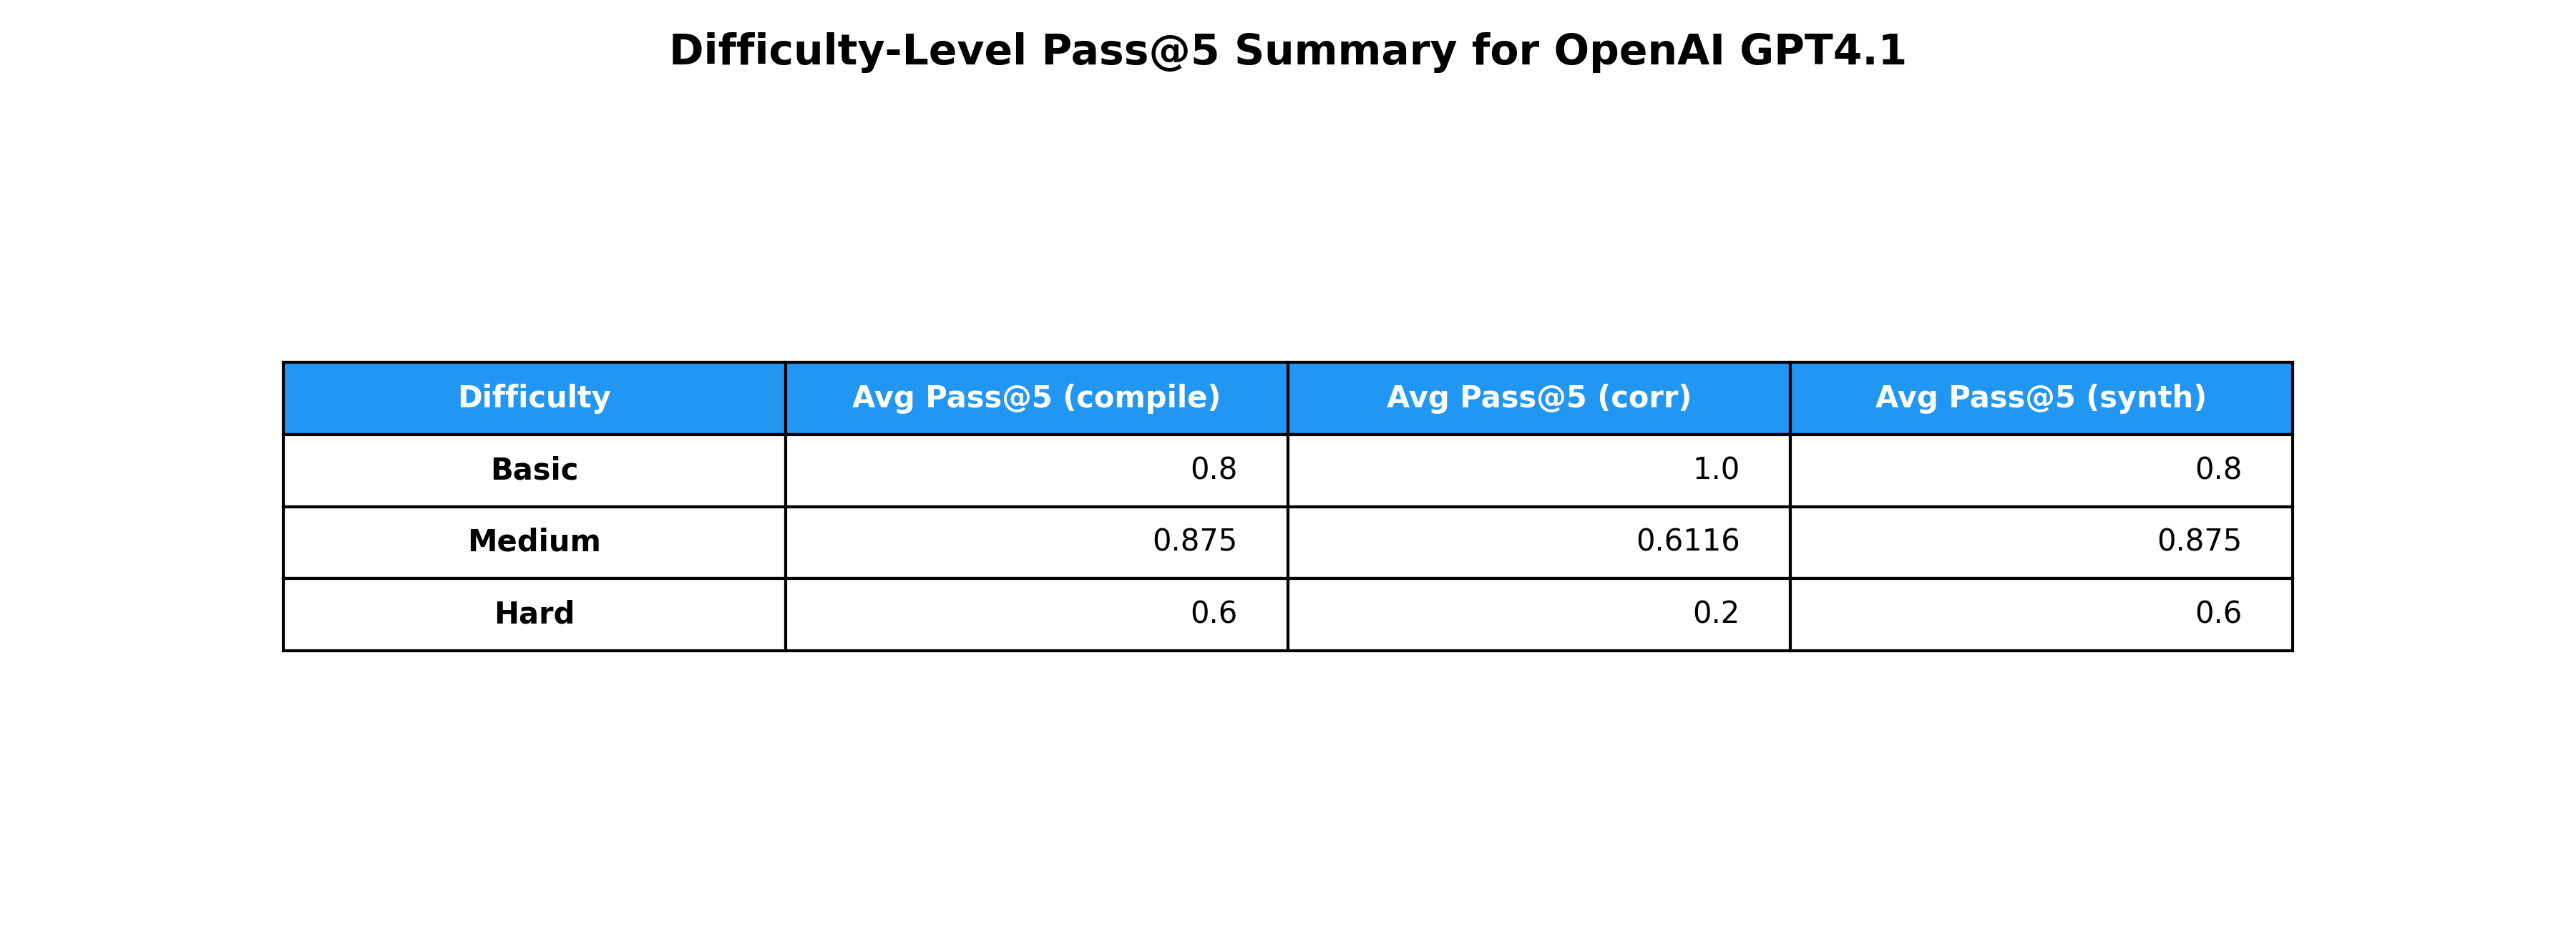 Difficulty-Level Pass@5 Summary for OpenAI GPT4.1
Difficulty Avg Pass@5 (compile) Avg Pass@5 (corr) Avg Pass@5 (synth)
Basic 0.8 1.0 0.8
Medium 0.875 0.6116 0.875
Hard 0.6 0.2 0.6